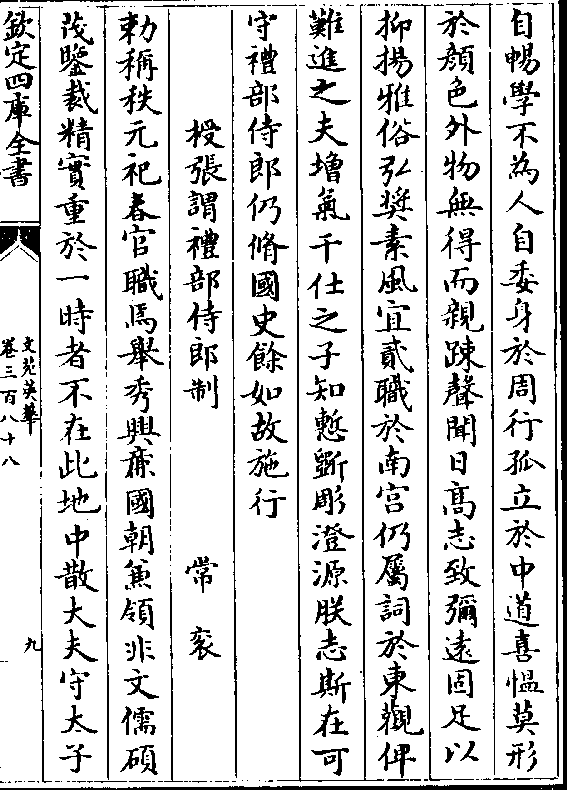 自暢學不為人自委身於周行孤立於中道喜愠莫形
於顔色外物無得而親踈聲聞日髙志致彌逺固足以
抑揚雅俗弘奬素風宜貳職於南宫仍屬詞於東觀俾
難進之夫増氣干仕之子知慙斵彫澄源朕志斯在可
守禮部侍郎仍脩國史餘如故施行
授張謂禮部侍郎制　常衮
勅稱秩元祀春官職焉舉秀興亷國朝兼領非文儒碩
茂鑒裁精實重於一時者不在此地中散大夫守太子
欽定四庫全書
文苑英華
卷三百八十八
九